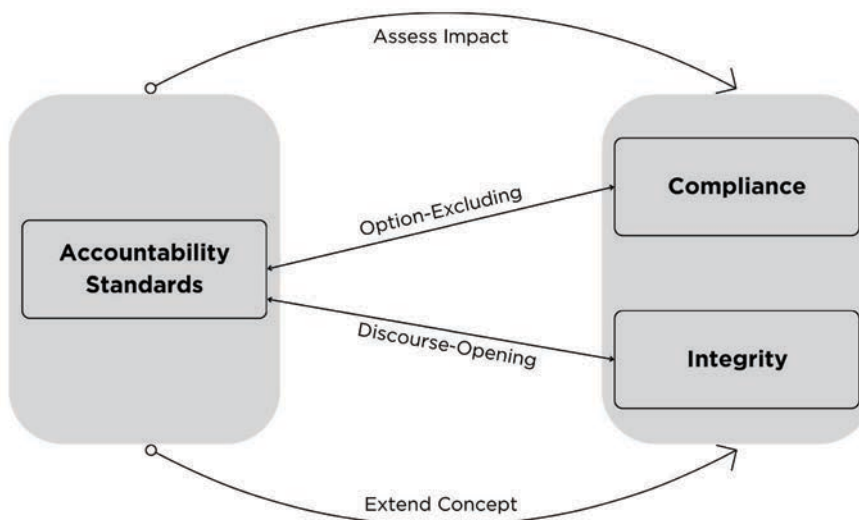 Assess Impact
Compliance
Option-Excluding
Accountability
Standards
Discourse-Opening
Integrity
Extend Concept